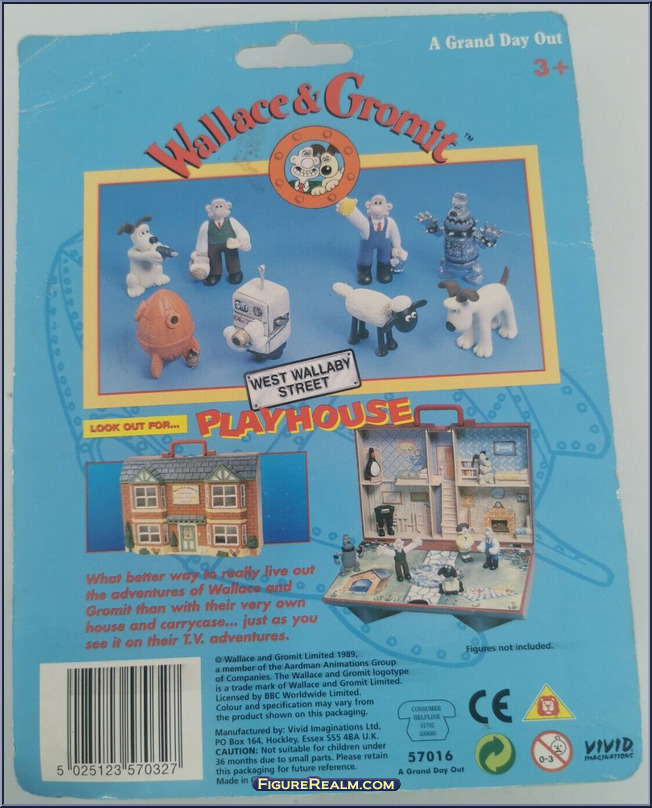 A Grand Day Out
3+
Wallace & Gromit ™
WEST WALLABY
STREET
LOOK OUT FOR...
PLAYHOUSE
What better way to really live out
the adventures of Wallace and
Gromit than with their very own
house and carrycase... just as you
see it on their T.V. adventures.
Figures not included.
© Wallace and Gromit Limited 1989,
a member of the Aardman Animations Group
of Companies. The Wallace and Gromit logotype
is a trade mark of Wallace and Gromit Limited.
Licensed by BBC Worldwide Limited.
Colour and specification may vary from
the product shown on this packaging.
Manufactured by: Vivid Imaginations Ltd,
PO Box 164, Hockley, Essex SS5 4BA U.K.
CAUTION: Not suitable for children under
36 months due to small parts. Please retain
this packaging for future reference.
Made in
5 025123 570327
CONSUMER
HELPLINE
01702
200660
57016
A Grand Day Out
CE
0-3
VIVID
IMAGINATIONS
FIGUREREALM.COM